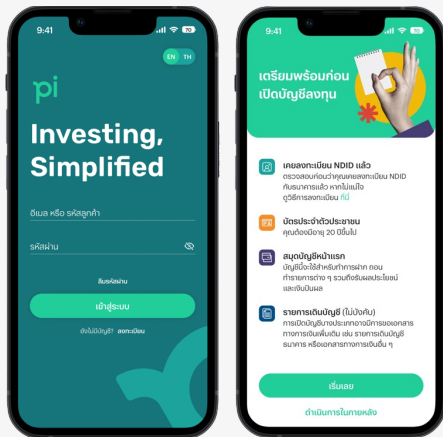 9:41
70
EN TH
pi
Investing,
Simplified
อีเมล หรือ รหัสลูกค้า
รหัสผ่าน
ลืมรหัสผ่าน
เข้าสู่ระบบ
ยังไม่มีบัญชี? ลงทะเบียน
9:41
70
เตรียมพร้อมก่อน
เปิดบัญชีลงทุน
เคยลงทะเบียน NDID แล้ว
ตรวจสอบก่อนว่าคุณเคยลงทะเบียน NDID
กับธนาคารแล้ว หากไม่แน่ใจ
ดูวิธีการลงทะเบียน ที่นี่
บัตรประจำตัวประชาชน
คุณต้องมีอายุ 20 ปีขึ้นไป
สมุดบัญชีหน้าแรก
บัญชีนี้จะใช้สำหรับทำการฝาก ถอน
ทำรายการต่าง ๆ รวมถึงรับผลประโยชน์
และเงินปันผล
รายการเดินบัญชี (ไม่บังคับ)
การเปิดบัญชีบางประเภทอาจมีการขอเอกสาร
ทางการเงินเพิ่มเติม เช่น รายการเดินบัญชี
ธนาคาร หรือเอกสารทางการเงินอื่น ๆ
เริ่มเลย
ดำเนินการในภายหลัง